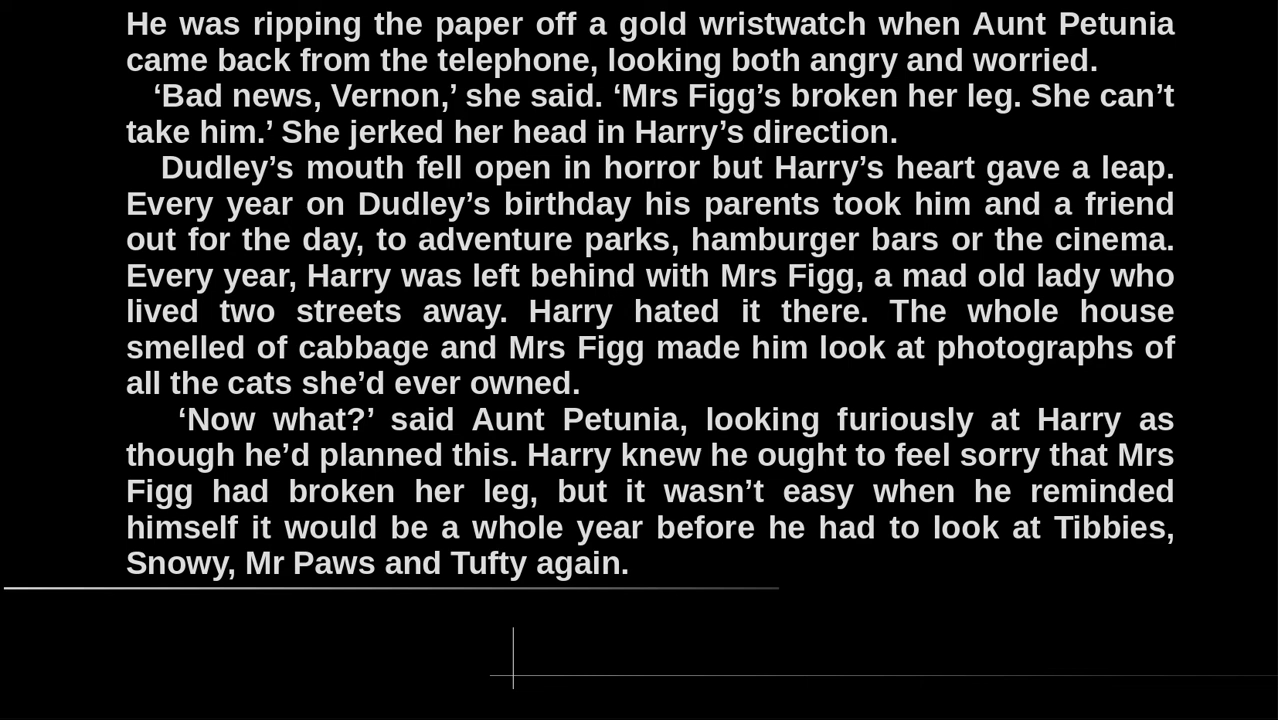 He was ripping the paper off a gold wristwatch when Aunt Petunia
came back from the telephone, looking both angry and worried.
‘Bad news, Vernon,’ she said. ‘Mrs Figg’s broken her leg. She can’t
take him.’ She jerked her head in Harry’s direction.
Dudley’s mouth fell open in horror but Harry’s heart gave a leap.
Every year on Dudley’s birthday his parents took him and a friend
out for the day, to adventure parks, hamburger bars or the cinema.
Every year, Harry was left behind with Mrs Figg, a mad old lady who
lived two streets away. Harry hated it there. The whole house
smelled of cabbage and Mrs Figg made him look at photographs of
all the cats she’d ever owned.
‘Now what?’ said Aunt Petunia, looking furiously at Harry as
though he’d planned this. Harry knew he ought to feel sorry that Mrs
Figg had broken her leg, but it wasn’t easy when he reminded
himself it would be a whole year before he had to look at Tibbies,
Snowy, Mr Paws and Tufty again.